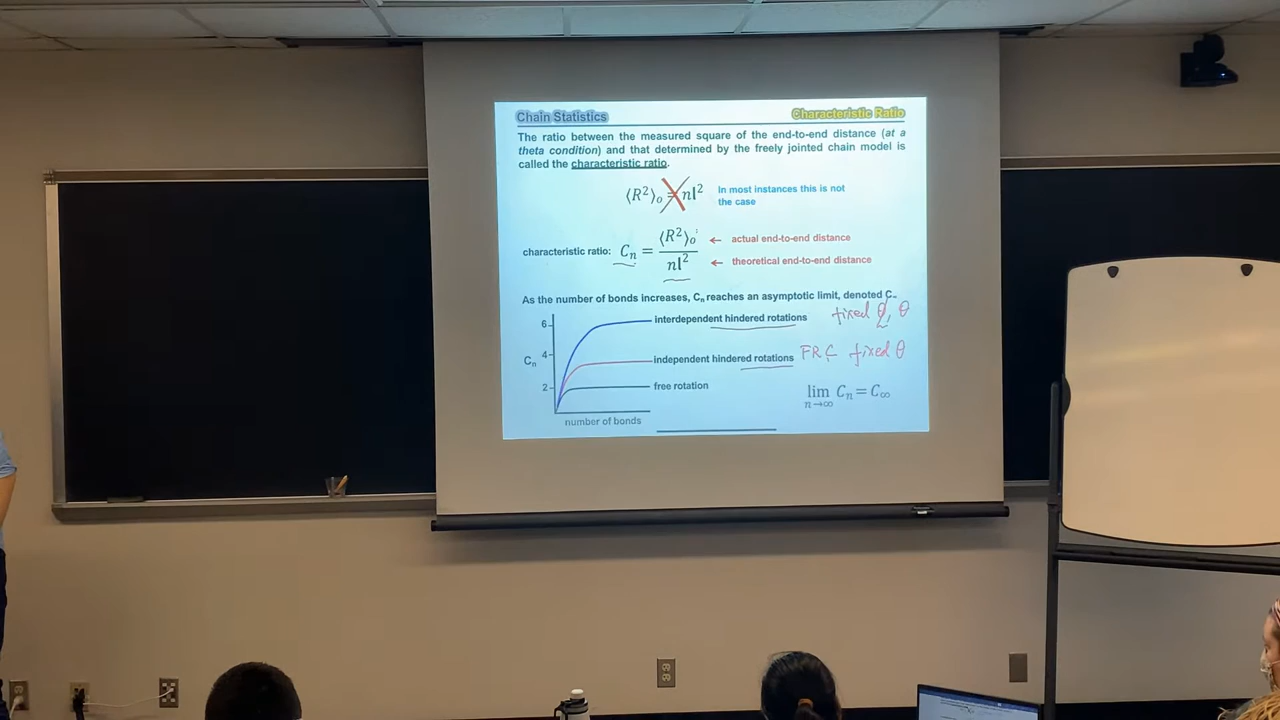 Chain Statistics
Characteristic Ratio
The ratio between the measured square of the end-to-end distance (at a
theta condition) and that determined by the freely jointed chain model is
called the characteristic ratio.
⟨R²⟩ₒ = nl² In most instances this is not
the case
characteristic ratio: Cₙ = ⟨R²⟩ₒ / nl²
← actual end-to-end distance
← theoretical end-to-end distance
As the number of bonds increases, Cₙ reaches an asymptotic limit, denoted C∞
6
interdependent hindered rotations fixed ∅, θ
Cₙ
4
independent hindered rotations FRC fixed θ
2
free rotation
lim Cₙ = C∞
n→∞
number of bonds